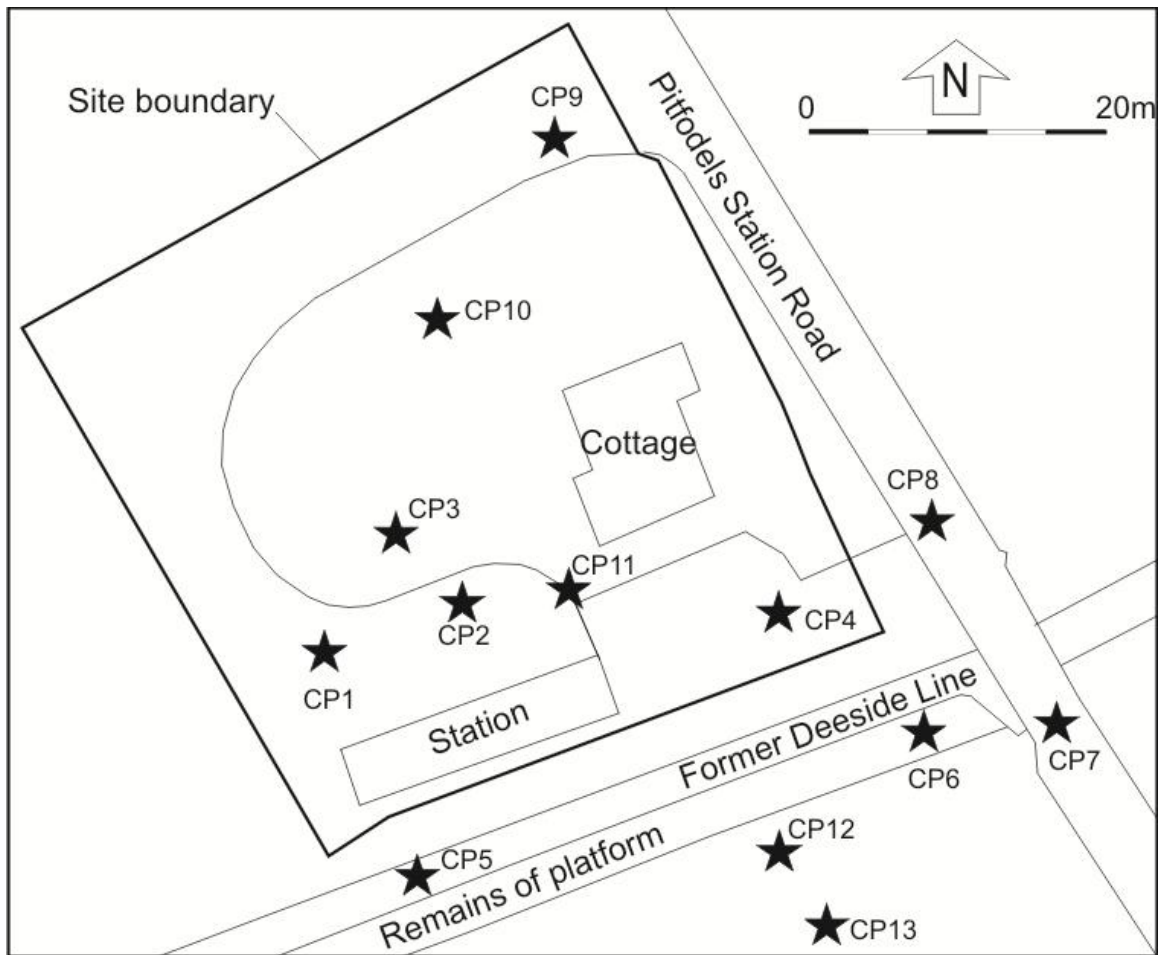 Site boundary
CP9
Pitfodels Station Road
N
0
20m
CP10
Cottage
CP3
CP8
CP11
CP2
CP4
CP1
Station
Former Deeside Line
CP6
CP7
CP5
Remains of platform
CP12
CP13